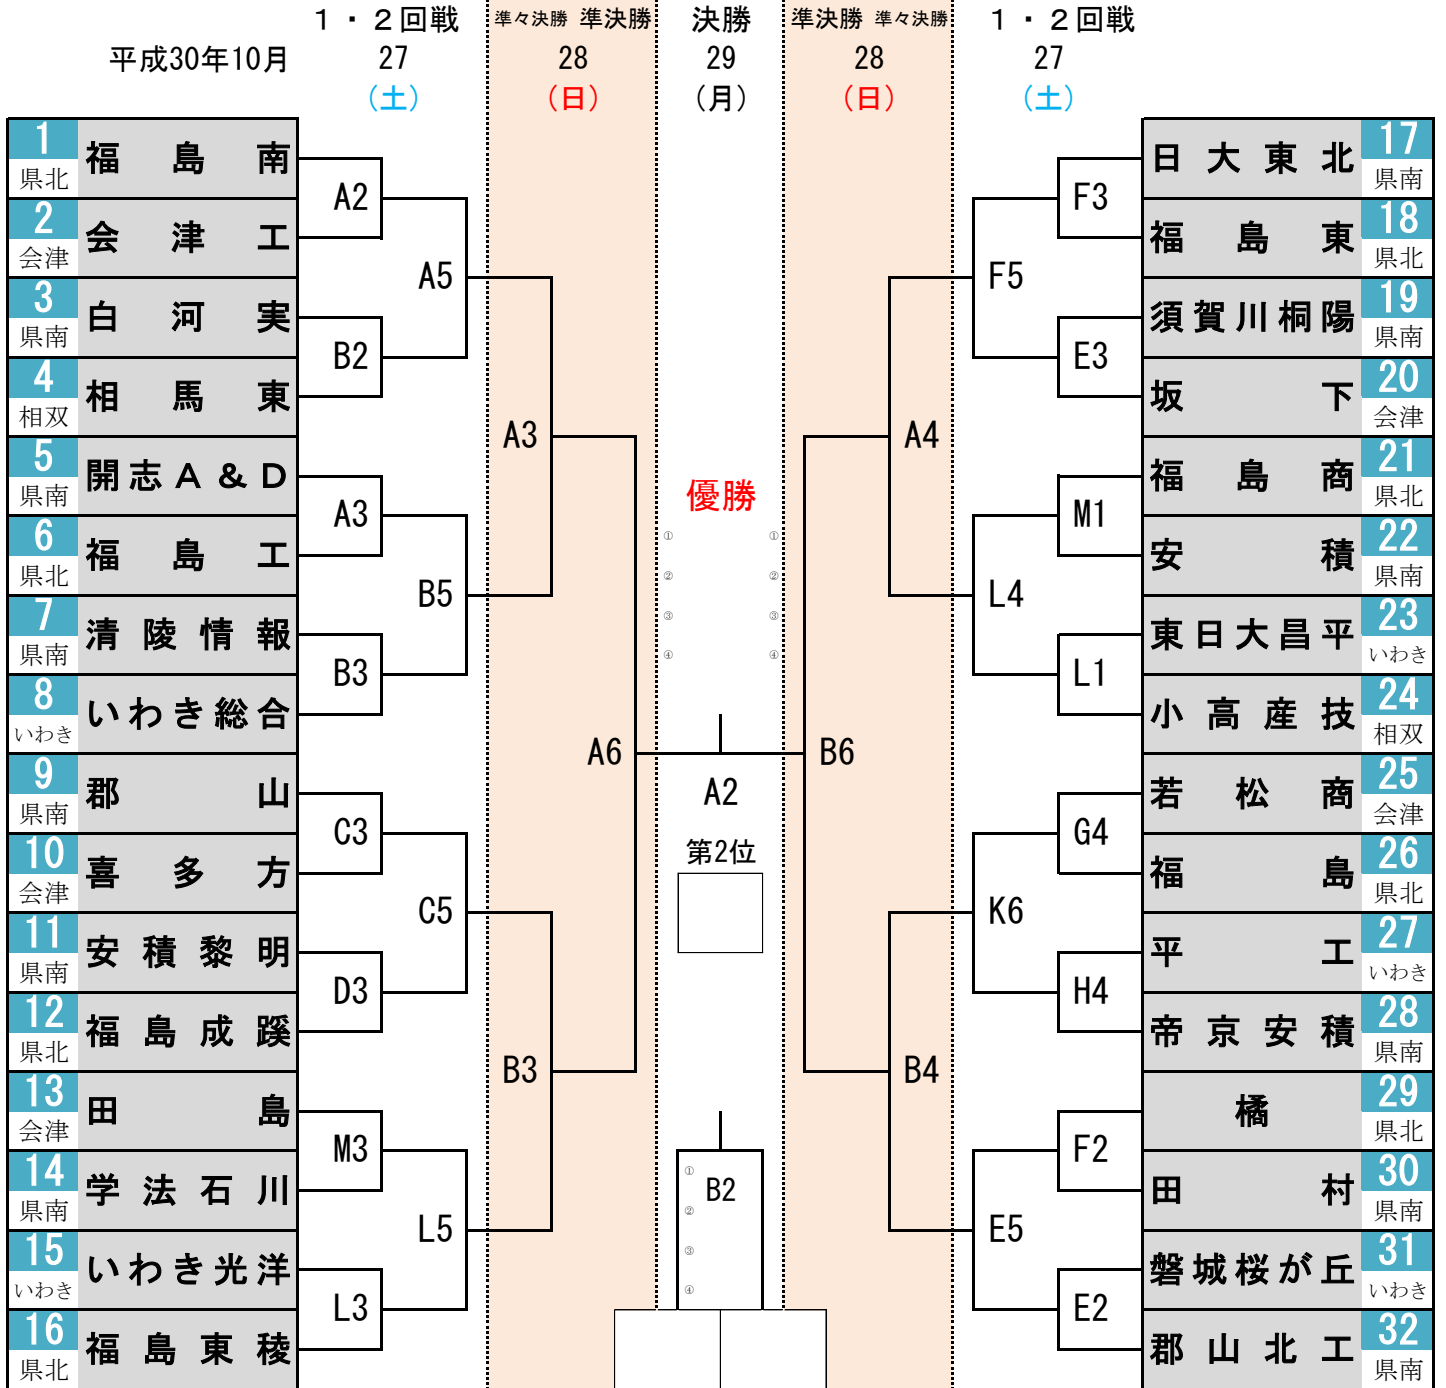 1・2回戦 準々決勝 準決勝 決勝 準決勝 準々決勝 1・2回戦
平成30年10月 27 28 29 28 27
(土) (日) (月) (日) (土)
1 県北 福島南
2 会津 会津工
3 県南 白河実
4 相双 相馬東
5 県南 開志A&D
6 県北 福島工
7 県南 清陵情報
8 いわき いわき総合
9 県南 郡山
10 会津 喜多方
11 県南 安積黎明
12 県北 福島成蹊
13 会津 田島
14 県南 学法石川
15 いわき いわき光洋
16 県北 福島東稜
A2
B2
A3
B3
C3
D3
M3
L3
A5
B5
C5
L5
A3
B3
A6
優勝
① ①
② ②
③ ③
④ ④
A2
第2位
B2
①
②
③
④
B6
A4
B4
F5
L4
K6
E5
F3
E3
M1
L1
G4
H4
F2
E2
日大東北 17 県南
福島東 18 県北
須賀川桐陽 19 県南
坂下 20 会津
福島商 21 県北
安積 22 県南
東日大昌平 23 いわき
小高産技 24 相双
若松商 25 会津
福島 26 県北
平工 27 いわき
帝京安積 28 県南
橘 29 県北
田村 30 県南
磐城桜が丘 31 いわき
郡山北工 32 県南